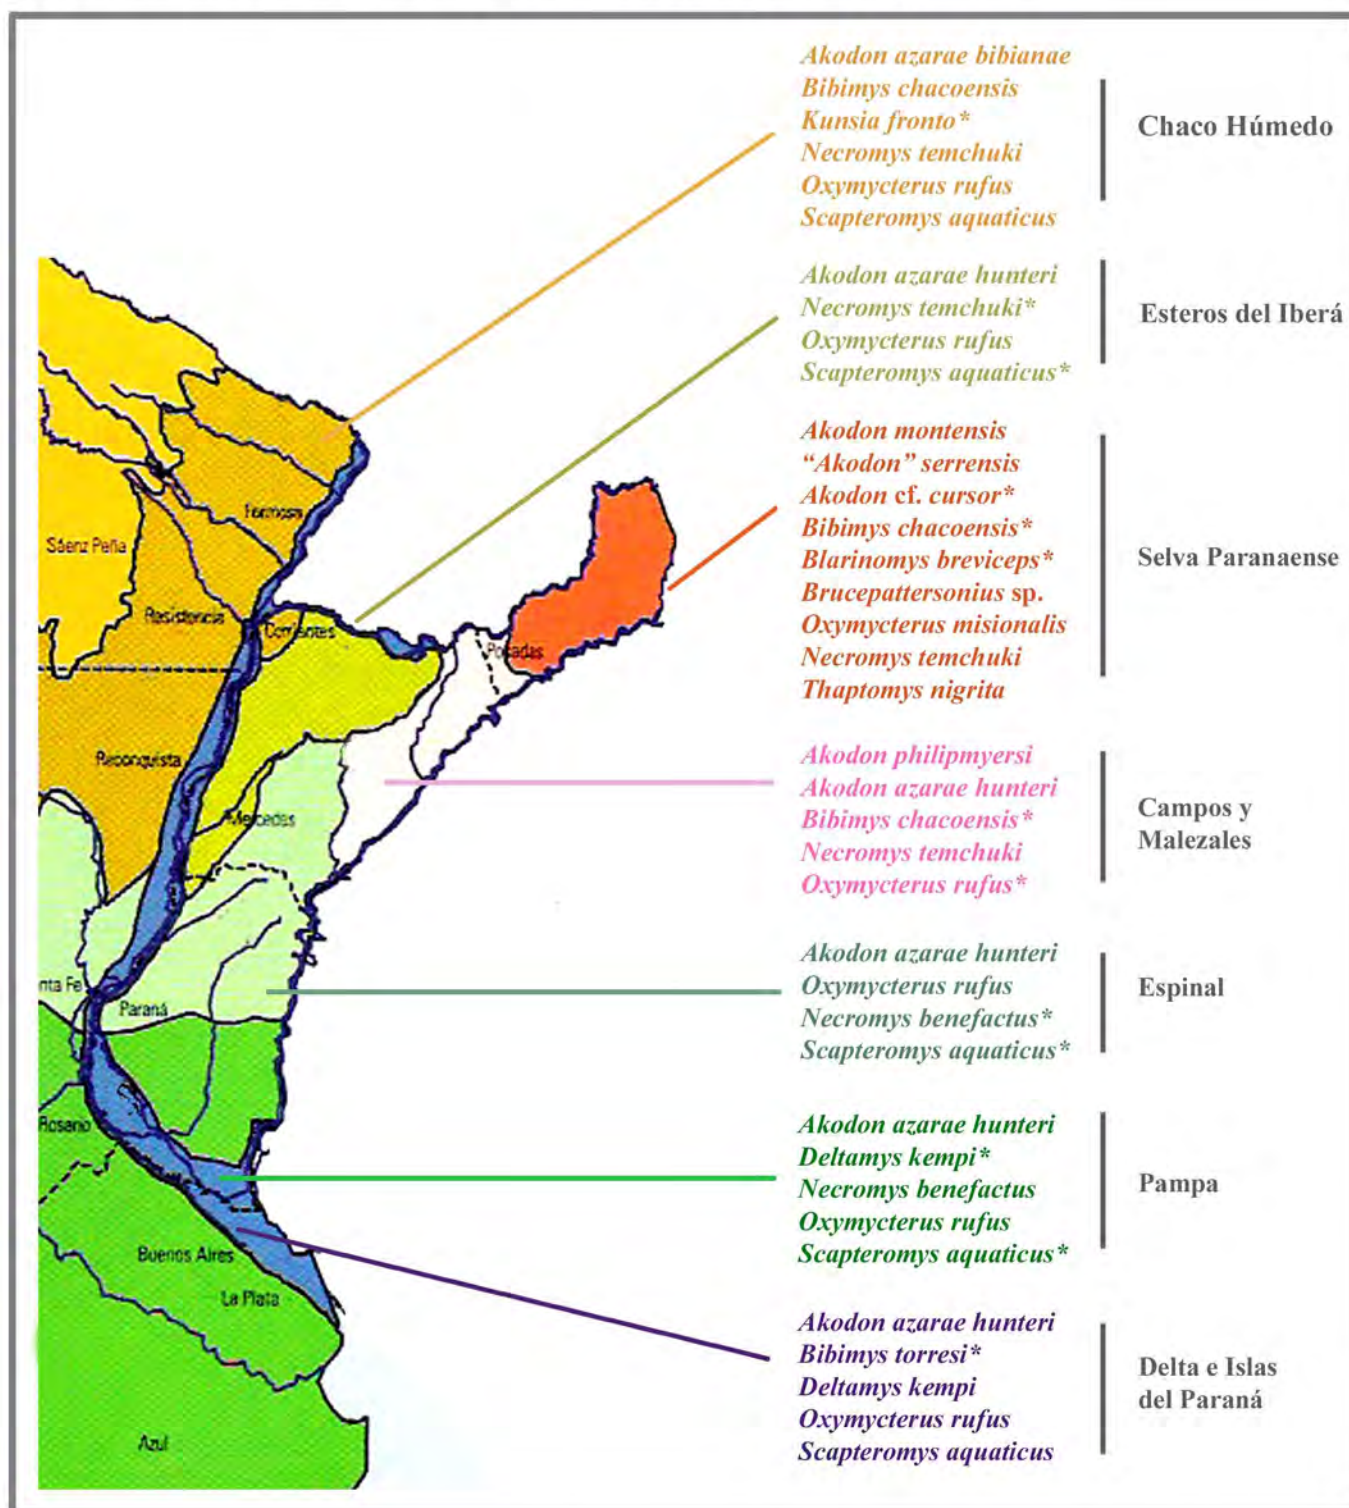 Akodon azarae bibianae
Bibimys chacoensis
Kunsia fronto*
Necromys temchuki
Oxymycterus rufus
Scapteromys aquaticus
Chaco Húmedo
Akodon azarae hunteri
Necromys temchuki*
Oxymycterus rufus
Scapteromys aquaticus*
Esteros del Iberá
Akodon montensis
“Akodon” serrensis
Akodon cf. cursor*
Bibimys chacoensis*
Blarinomys breviceps*
Brucepattersonius sp.
Oxymycterus misionalis
Necromys temchuki
Thaptomys nigrita
Selva Paranaense
Akodon philipmyersi
Akodon azarae hunteri
Bibimys chacoensis*
Necromys temchuki
Oxymycterus rufus*
Campos y
Malezales
Akodon azarae hunteri
Oxymycterus rufus
Necromys benefactus*
Scapteromys aquaticus*
Espinal
Akodon azarae hunteri
Deltamys kempi*
Necromys benefactus
Oxymycterus rufus
Scapteromys aquaticus*
Pampa
Akodon azarae hunteri
Bibimys torresi*
Deltamys kempi
Oxymycterus rufus
Scapteromys aquaticus
Delta e Islas
del Paraná
Formosa
Sáenz Peña
Resistencia
Corrientes
Posadas
Reconquista
Mercedes
nta Fe
Paraná
Rosario
Buenos Aires
La Plata
Azul